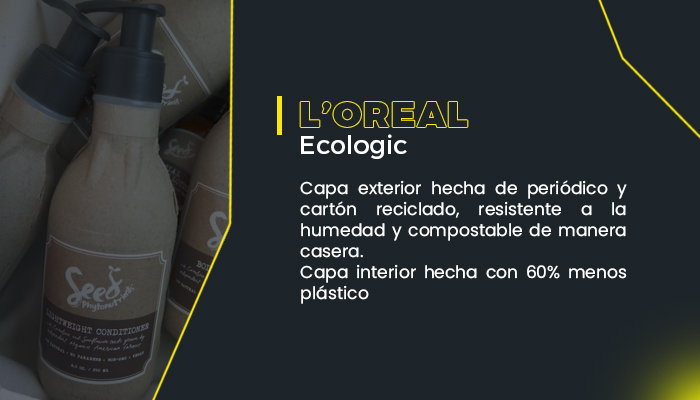 L'OREAL
Ecologic
Capa exterior hecha de periódico y
cartón reciclado, resistente a la
humedad y compostable de manera
casera.
Capa interior hecha con 60% menos
plástico
Seed
Phytonutrients
LIGHTWEIGHT CONDITIONER